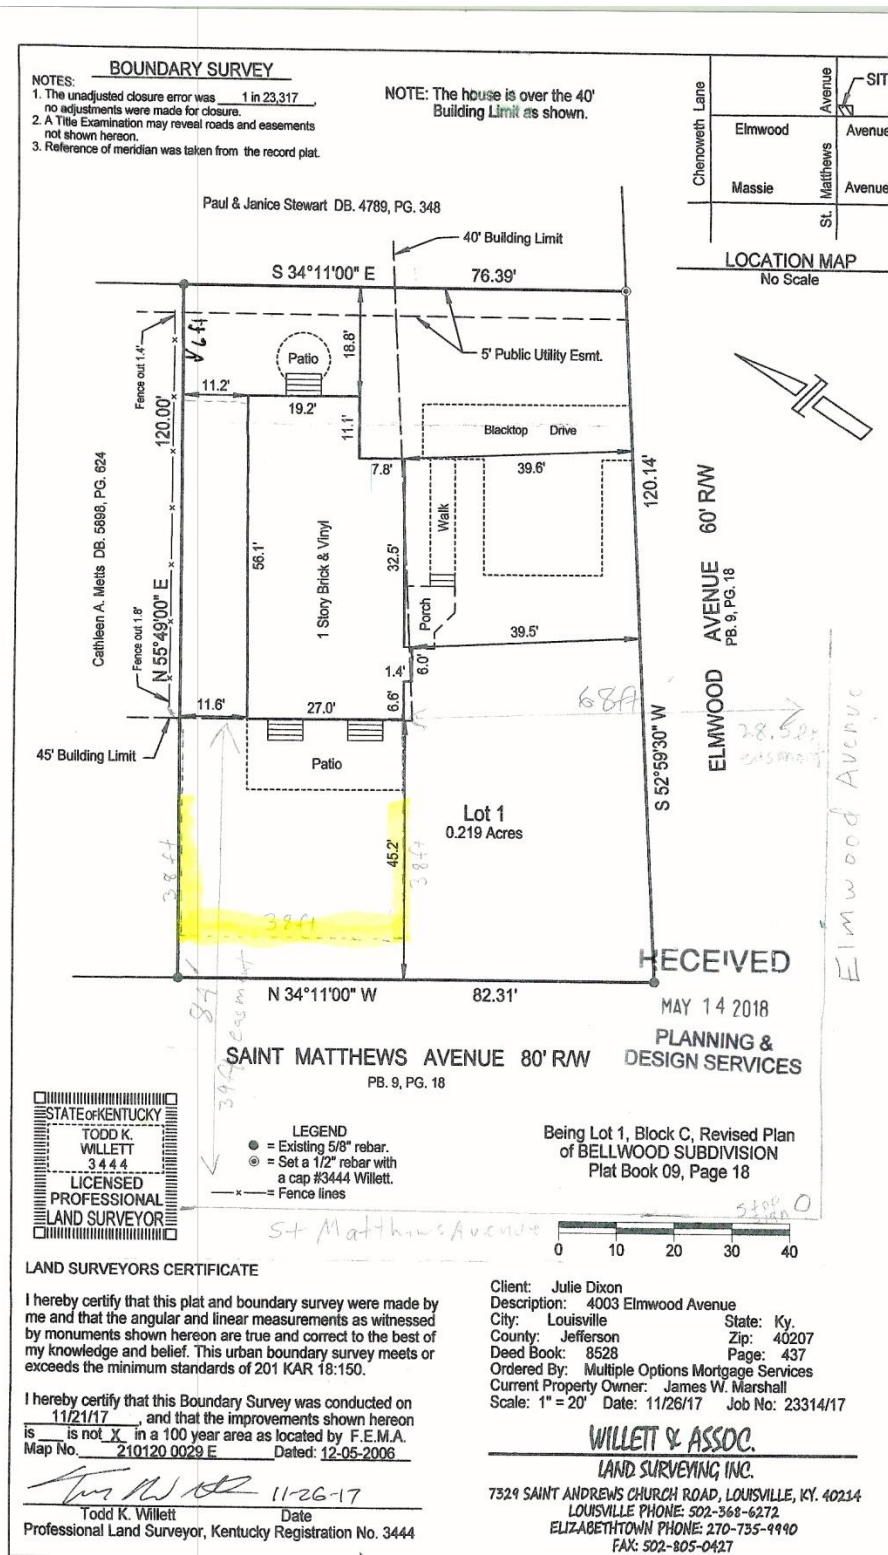 BOUNDARY SURVEY
NOTES:
1. The unadjusted closure error was 1 in 23,317,
no adjustments were made for closure.
2. A Title Examination may reveal roads and easements
not shown hereon.
3. Reference of meridian was taken from the record plat.
NOTE: The house is over the 40'
Building Limit as shown.
Chenoweth Lane
Elmwood
Massie
St. Matthews Avenue
SIT
Avenue
Avenue
LOCATION MAP
No Scale
Paul & Janice Stewart DB. 4789, PG. 348
40' Building Limit
S 34°11'00" E
76.39'
5' Public Utility Esmt.
Fence out 1.4'
6ft
18.8'
Patio
11.2'
19.2'
11.1'
Blacktop Drive
7.8'
39.6'
120.00'
120.14'
Cathleen A. Metts DB. 5898, PG. 624
N 55°49'00" E
56.1'
1 Story Brick & Vinyl
32.5'
Walk
Porch
Fence out 1.8'
39.5'
6.0'
1.4'
6.6'
11.6'
27.0'
ELMWOOD AVENUE 60' R/W
PB. 9, PG. 18
S 52°59'30" W
68ft
28.5ft
easment
Elmwood Avenue
45' Building Limit
Patio
Lot 1
0.219 Acres
45.2'
38ft
38ft
38ft
RECEIVED
MAY 14 2018
PLANNING &
DESIGN SERVICES
N 34°11'00" W
82.31'
39ft easment
SAINT MATTHEWS AVENUE 80' R/W
PB. 9, PG. 18
STATE OF KENTUCKY
TODD K.
WILLETT
3444
LICENSED
PROFESSIONAL
LAND SURVEYOR
LEGEND
= Existing 5/8" rebar.
= Set a 1/2" rebar with
a cap #3444 Willett.
x = Fence lines
Being Lot 1, Block C, Revised Plan
of BELLWOOD SUBDIVISION
Plat Book 09, Page 18
St Matthews Avenue
Stop
sign
0 10 20 30 40
LAND SURVEYORS CERTIFICATE
I hereby certify that this plat and boundary survey were made by
me and that the angular and linear measurements as witnessed
by monuments shown hereon are true and correct to the best of
my knowledge and belief. This urban boundary survey meets or
exceeds the minimum standards of 201 KAR 18:150.
I hereby certify that this Boundary Survey was conducted on
11/21/17, and that the improvements shown hereon
is ___ is not X in a 100 year area as located by F.E.M.A.
Map No. 210120 0029 E Dated: 12-05-2006
11-26-17
Todd K. Willett Date
Professional Land Surveyor, Kentucky Registration No. 3444
Client: Julie Dixon
Description: 4003 Elmwood Avenue
City: Louisville State: Ky.
County: Jefferson Zip: 40207
Deed Book: 8528 Page: 437
Ordered By: Multiple Options Mortgage Services
Current Property Owner: James W. Marshall
Scale: 1" = 20' Date: 11/26/17 Job No: 23314/17
WILLETT & ASSOC.
LAND SURVEYING INC.
7329 SAINT ANDREWS CHURCH ROAD, LOUISVILLE, KY. 40214
LOUISVILLE PHONE: 502-368-6272
ELIZABETHTOWN PHONE: 270-735-9990
FAX: 502-805-0427